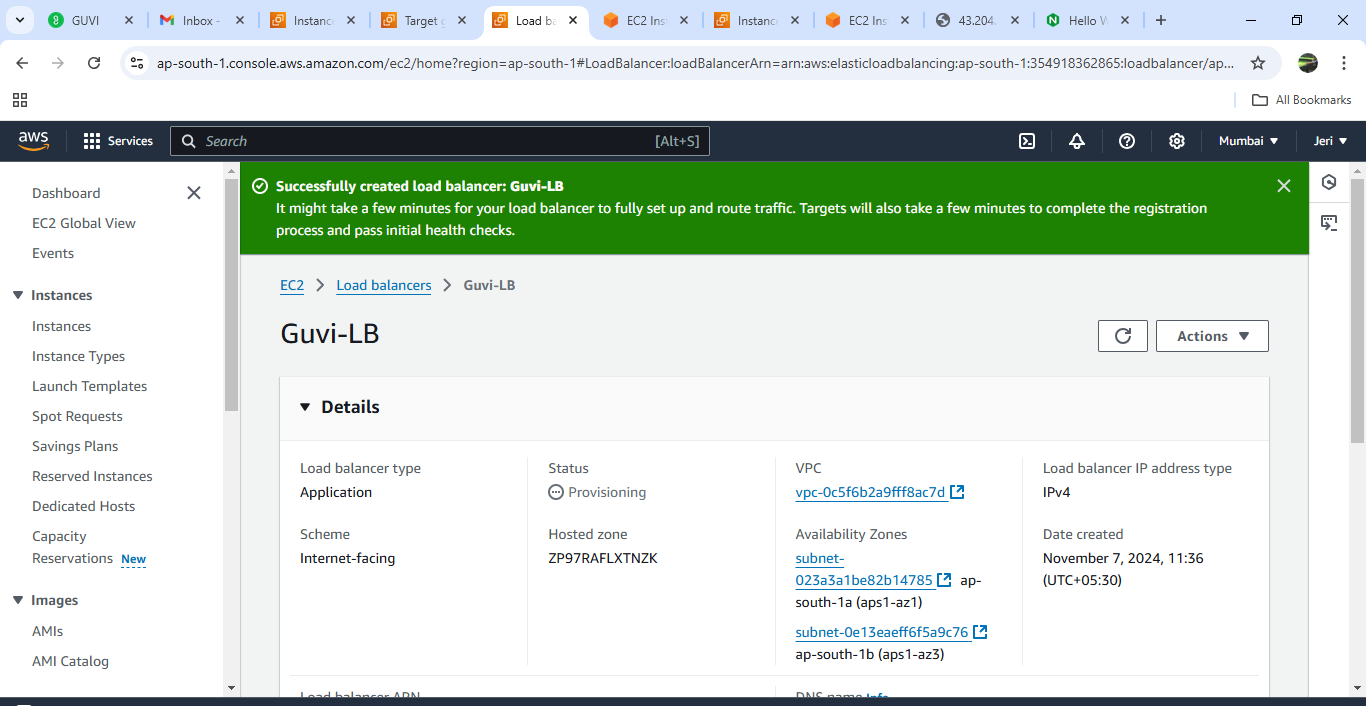 GUVI
Inbox -
Instanc
Target g
Load ba
EC2 Ins
Instanc
EC2 Ins
43.204.
Hello W
ap-south-1.console.aws.amazon.com/ec2/home?region=ap-south-1#LoadBalancer:loadBalancerArn=arn:aws:elasticloadbalancing:ap-south-1:354918362865:loadbalancer/ap...
All Bookmarks
aws
Services
Search
[Alt+S]
Mumbai
Jeri
Dashboard
EC2 Global View
Events
Instances
Instances
Instance Types
Launch Templates
Spot Requests
Savings Plans
Reserved Instances
Dedicated Hosts
Capacity
Reservations New
Images
AMIs
AMI Catalog
Successfully created load balancer: Guvi-LB
It might take a few minutes for your load balancer to fully set up and route traffic. Targets will also take a few minutes to complete the registration
process and pass initial health checks.
EC2 > Load balancers > Guvi-LB
Guvi-LB
Actions
Details
Load balancer type
Application
Scheme
Internet-facing
Status
Provisioning
Hosted zone
ZP97RAFLXTNZK
VPC
vpc-0c5f6b2a9fff8ac7d
Availability Zones
subnet-
023a3a1be82b14785 ap-
south-1a (aps1-az1)
subnet-0e13eaeff6f5a9c76
ap-south-1b (aps1-az3)
Load balancer IP address type
IPv4
Date created
November 7, 2024, 11:36
(UTC+05:30)
Load balancer ARN
DNS name Info